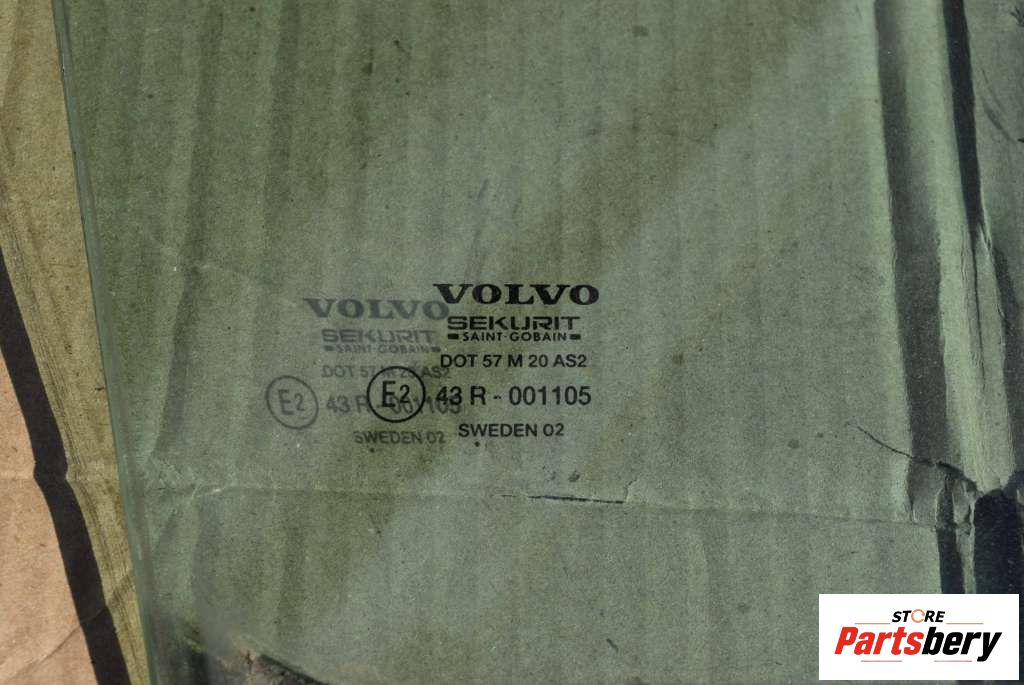 VOLVO
SEKURIT
SAINT-GOBAIN
DOT 57 M 20 AS2
E2 43 R - 001105
SWEDEN 02
STORE
Partsbery